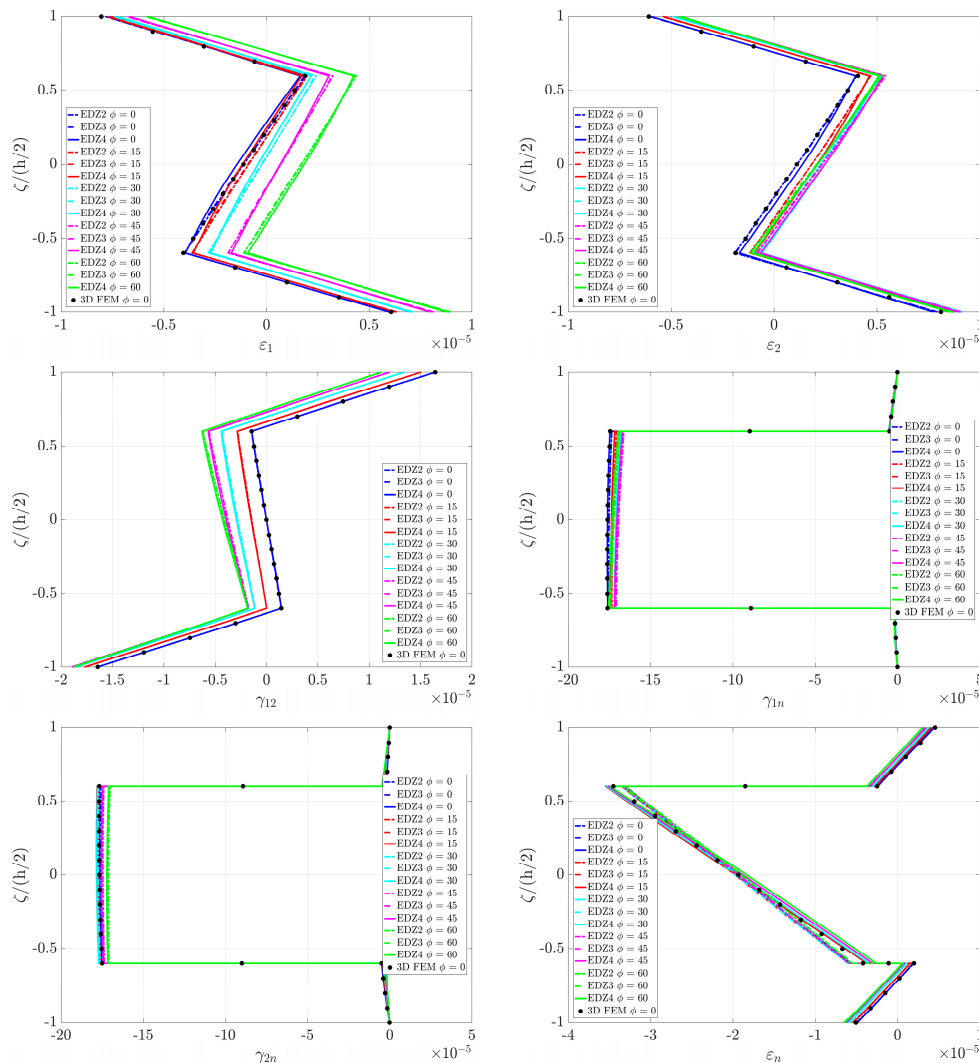 1
0.5
0
-0.5
-1
ζ/(h/2)
EDZ2 ϕ = 0
EDZ3 ϕ = 0
EDZ4 ϕ = 0
EDZ2 ϕ = 15
EDZ3 ϕ = 15
EDZ4 ϕ = 15
EDZ2 ϕ = 30
EDZ3 ϕ = 30
EDZ4 ϕ = 30
EDZ2 ϕ = 45
EDZ3 ϕ = 45
EDZ4 ϕ = 45
EDZ2 ϕ = 60
EDZ3 ϕ = 60
EDZ4 ϕ = 60
3D FEM ϕ = 0
-1 -0.5 0 0.5 1
ε₁ ×10⁻⁵
1
0.5
0
-0.5
-1
ζ/(h/2)
EDZ2 ϕ = 0
EDZ3 ϕ = 0
EDZ4 ϕ = 0
EDZ2 ϕ = 15
EDZ3 ϕ = 15
EDZ4 ϕ = 15
EDZ2 ϕ = 30
EDZ3 ϕ = 30
EDZ4 ϕ = 30
EDZ2 ϕ = 45
EDZ3 ϕ = 45
EDZ4 ϕ = 45
EDZ2 ϕ = 60
EDZ3 ϕ = 60
EDZ4 ϕ = 60
3D FEM ϕ = 0
-1 -0.5 0 0.5 1
ε₂ ×10⁻⁵
1
0.5
0
-0.5
-1
ζ/(h/2)
EDZ2 ϕ = 0
EDZ3 ϕ = 0
EDZ4 ϕ = 0
EDZ2 ϕ = 15
EDZ3 ϕ = 15
EDZ4 ϕ = 15
EDZ2 ϕ = 30
EDZ3 ϕ = 30
EDZ4 ϕ = 30
EDZ2 ϕ = 45
EDZ3 ϕ = 45
EDZ4 ϕ = 45
EDZ2 ϕ = 60
EDZ3 ϕ = 60
EDZ4 ϕ = 60
3D FEM ϕ = 0
-2 -1.5 -1 -0.5 0 0.5 1 1.5 2
γ₁₂ ×10⁻⁵
1
0.5
0
-0.5
-1
ζ/(h/2)
EDZ2 ϕ = 0
EDZ3 ϕ = 0
EDZ4 ϕ = 0
EDZ2 ϕ = 15
EDZ3 ϕ = 15
EDZ4 ϕ = 15
EDZ2 ϕ = 30
EDZ3 ϕ = 30
EDZ4 ϕ = 30
EDZ2 ϕ = 45
EDZ3 ϕ = 45
EDZ4 ϕ = 45
EDZ2 ϕ = 60
EDZ3 ϕ = 60
EDZ4 ϕ = 60
3D FEM ϕ = 0
-20 -15 -10 -5 0 5
γ₁ₙ ×10⁻⁵
1
0.5
0
-0.5
-1
ζ/(h/2)
EDZ2 ϕ = 0
EDZ3 ϕ = 0
EDZ4 ϕ = 0
EDZ2 ϕ = 15
EDZ3 ϕ = 15
EDZ4 ϕ = 15
EDZ2 ϕ = 30
EDZ3 ϕ = 30
EDZ4 ϕ = 30
EDZ2 ϕ = 45
EDZ3 ϕ = 45
EDZ4 ϕ = 45
EDZ2 ϕ = 60
EDZ3 ϕ = 60
EDZ4 ϕ = 60
3D FEM ϕ = 0
-20 -15 -10 -5 0 5
γ₂ₙ ×10⁻⁵
1
0.5
0
-0.5
-1
ζ/(h/2)
EDZ2 ϕ = 0
EDZ3 ϕ = 0
EDZ4 ϕ = 0
EDZ2 ϕ = 15
EDZ3 ϕ = 15
EDZ4 ϕ = 15
EDZ2 ϕ = 30
EDZ3 ϕ = 30
EDZ4 ϕ = 30
EDZ2 ϕ = 45
EDZ3 ϕ = 45
EDZ4 ϕ = 45
EDZ2 ϕ = 60
EDZ3 ϕ = 60
EDZ4 ϕ = 60
3D FEM ϕ = 0
-4 -3 -2 -1 0 1
εₙ ×10⁻⁵